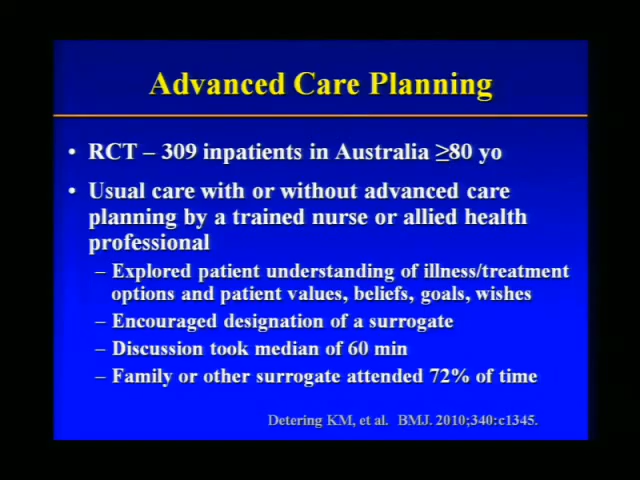 Advanced Care Planning
• RCT – 309 inpatients in Australia ≥80 yo
• Usual care with or without advanced care
planning by a trained nurse or allied health
professional
– Explored patient understanding of illness/treatment
options and patient values, beliefs, goals, wishes
– Encouraged designation of a surrogate
– Discussion took median of 60 min
– Family or other surrogate attended 72% of time
Detering KM, et al. BMJ. 2010;340:c1345.